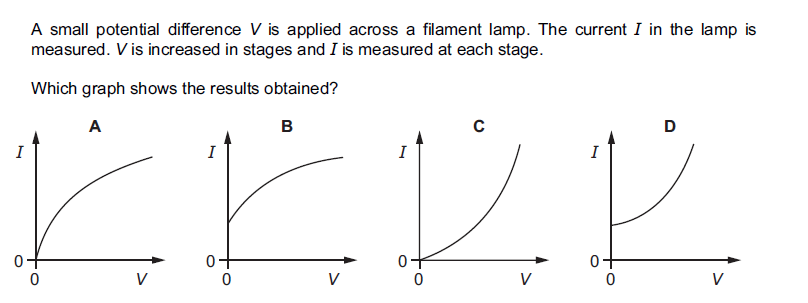 A small potential difference V is applied across a filament lamp. The current I in the lamp is
measured. V is increased in stages and I is measured at each stage.
Which graph shows the results obtained?
A B C D
I I I I
0 0 0 0
0 V 0 V 0 V 0 V